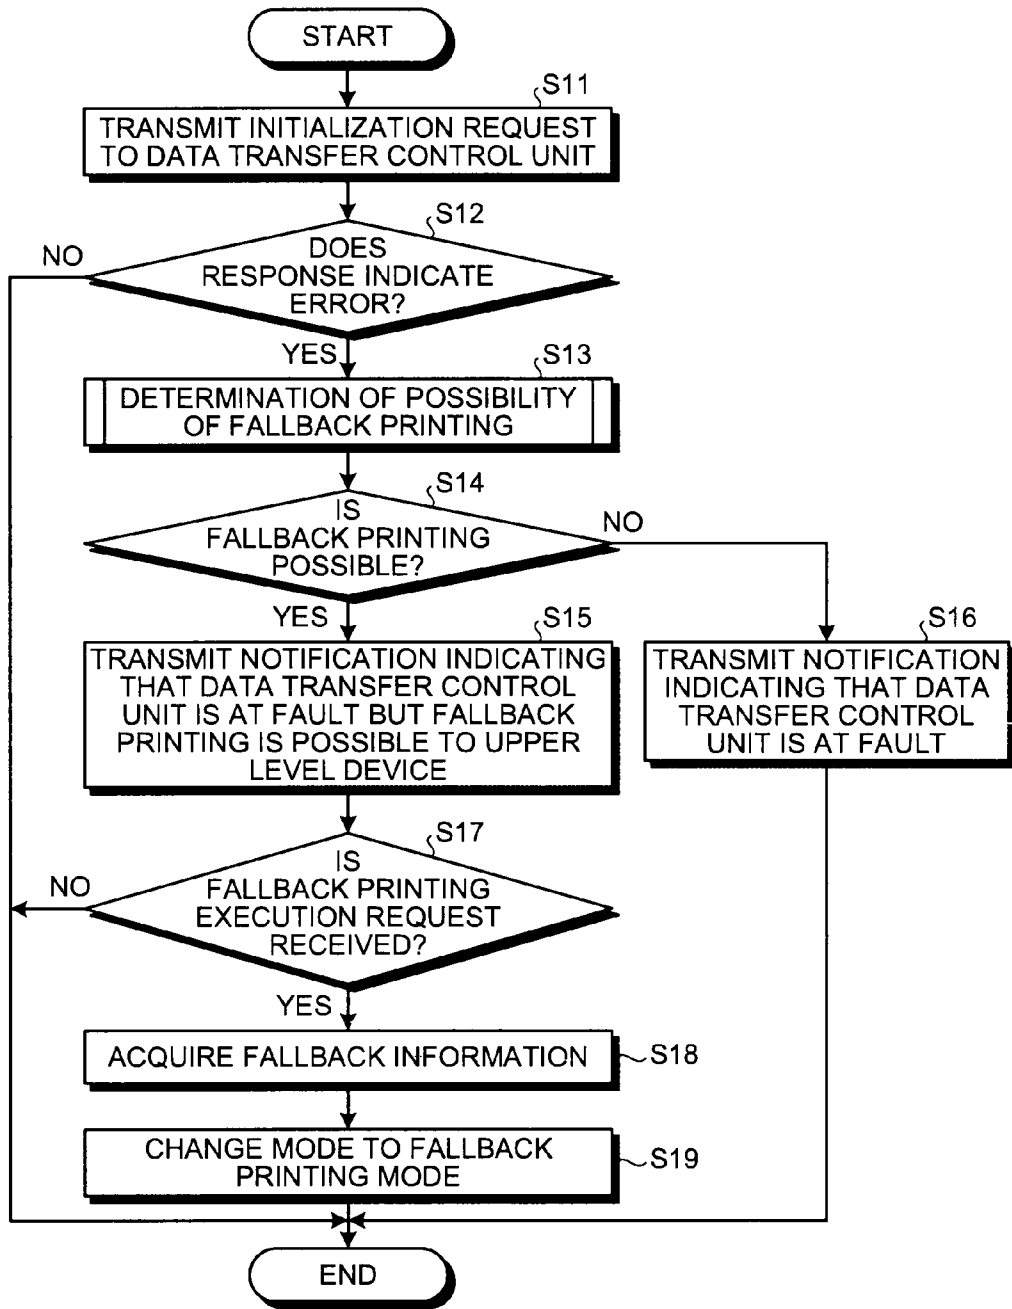 START
S11
TRANSMIT INITIALIZATION REQUEST
TO DATA TRANSFER CONTROL UNIT
S12
NO
DOES
RESPONSE INDICATE
ERROR?
YES
S13
DETERMINATION OF POSSIBILITY
OF FALLBACK PRINTING
S14
IS
FALLBACK PRINTING
POSSIBLE?
NO
YES
S15
TRANSMIT NOTIFICATION INDICATING
THAT DATA TRANSFER CONTROL
UNIT IS AT FAULT BUT FALLBACK
PRINTING IS POSSIBLE TO UPPER
LEVEL DEVICE
S16
TRANSMIT NOTIFICATION
INDICATING THAT DATA
TRANSFER CONTROL
UNIT IS AT FAULT
S17
NO
IS
FALLBACK PRINTING
EXECUTION REQUEST
RECEIVED?
YES
ACQUIRE FALLBACK INFORMATION
S18
CHANGE MODE TO FALLBACK
PRINTING MODE
S19
END